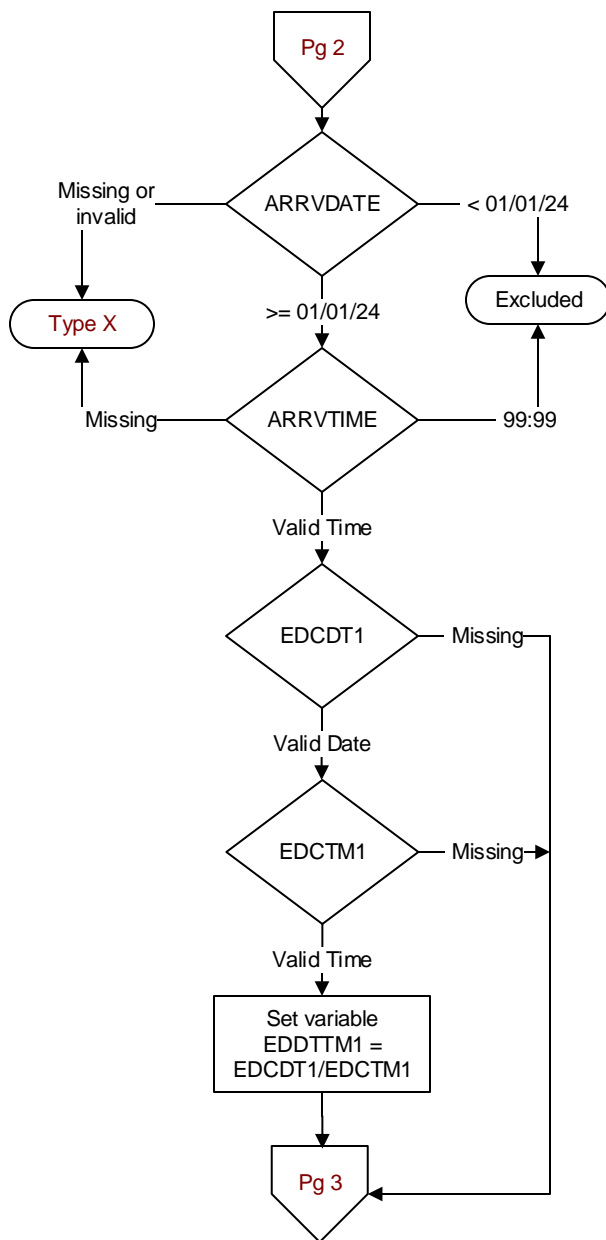 Pg 2
Missing or
invalid
ARRVDATE
< 01/01/24
Type X
>= 01/01/24
Excluded
Missing
ARRVTIME
99:99
Valid Time
EDCDT1
Missing
Valid Date
EDCTM1
Missing
Valid Time
Set variable
EDDTTM1 =
EDCDT1/EDCTM1
Pg 3